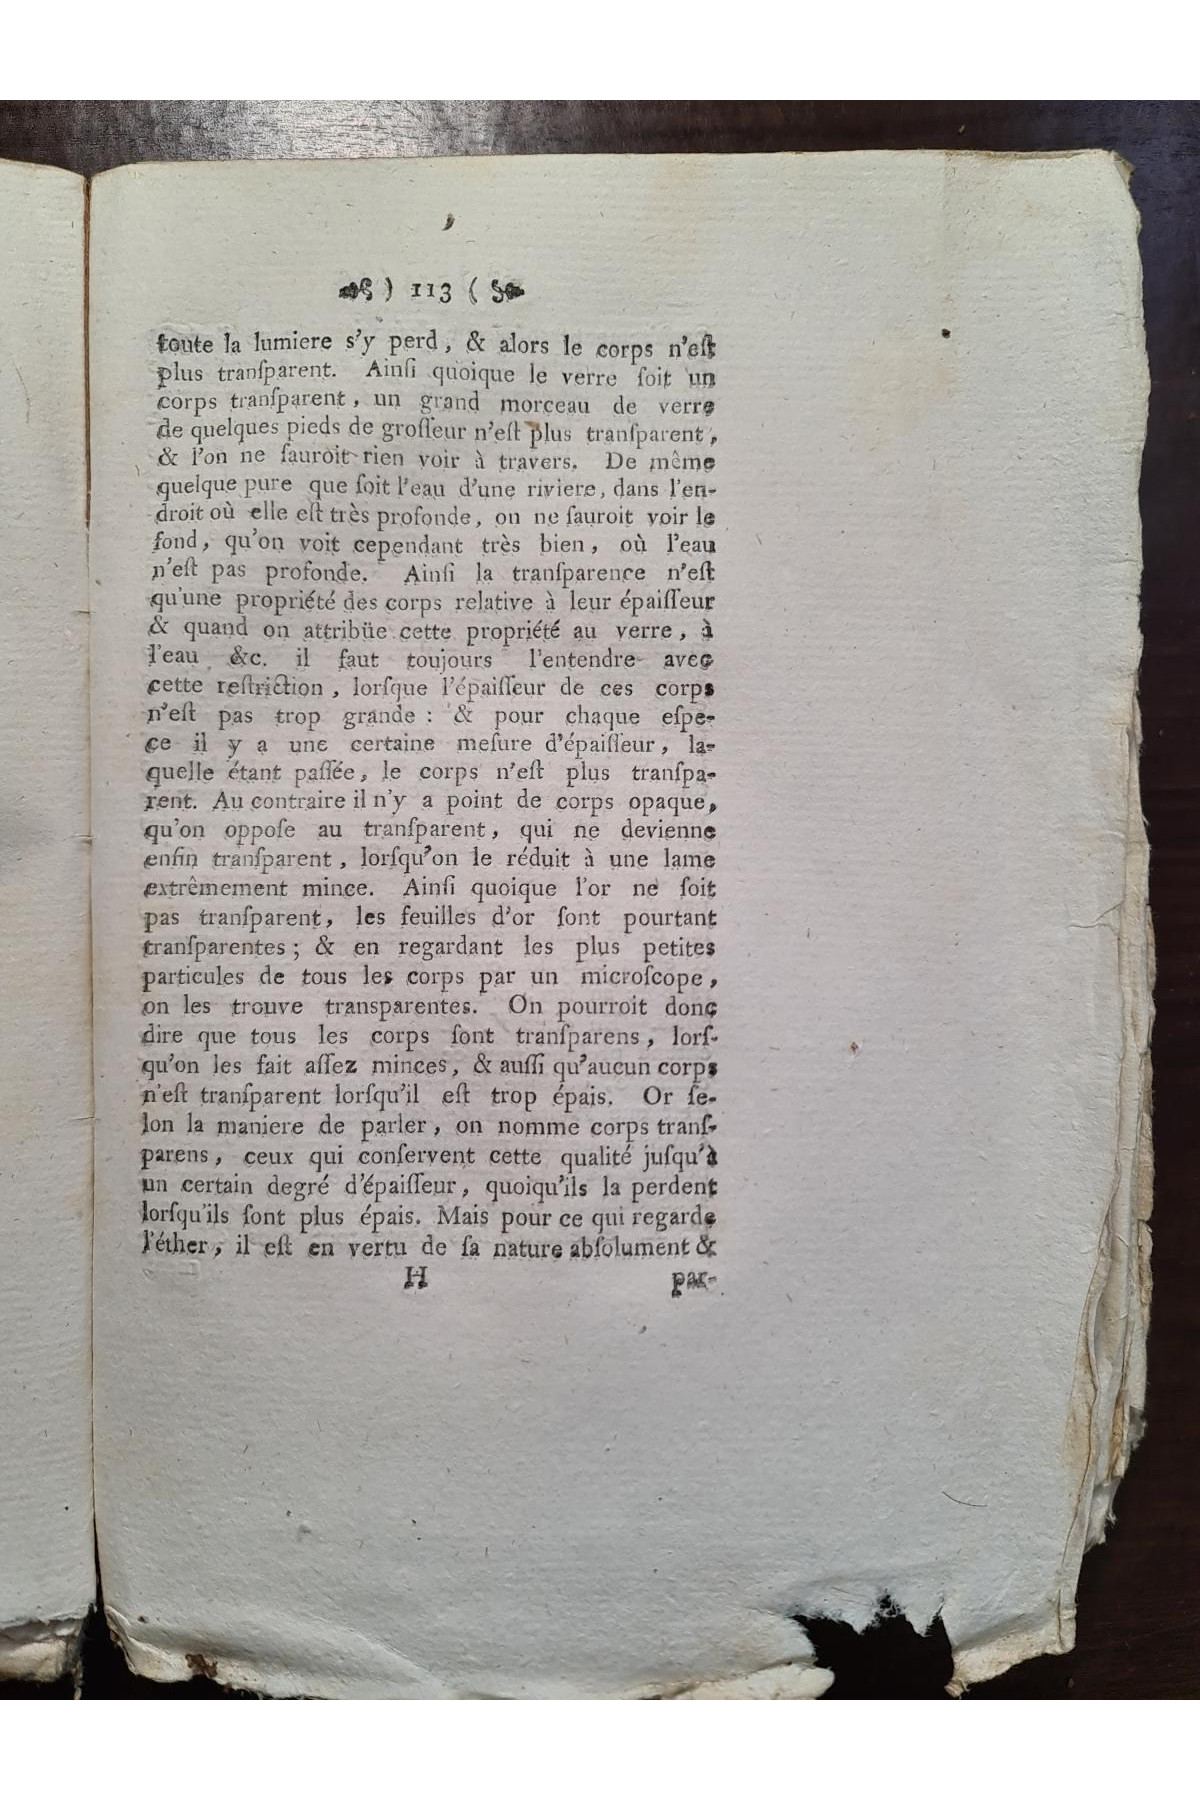 ) 113 (
toute la lumiere s'y perd, & alors le corps n'eſt
plus tranſparent. Ainſi quoique le verre ſoit un
corps tranſparent, un grand morceau de verre
de quelques pieds de groſſeur n'eſt plus tranſparent,
& l'on ne ſauroit rien voir à travers. De même
quelque pure que ſoit l'eau d'une riviere, dans l'en-
droit où elle eſt très profonde, on ne ſauroit voir le
fond, qu'on voit cependant très bien, où l'eau
n'eſt pas profonde. Ainſi la tranſparence n'eſt
qu'une propriété des corps relative à leur épaiſſeur
& quand on attribüe cette propriété au verre, à
l'eau &c. il faut toujours l'entendre avec
cette reſtriction, lorſque l'épaiſſeur de ces corps
n'eſt pas trop grande: & pour chaque eſpe-
ce il y a une certaine meſure d'épaiſſeur, la-
quelle étant paſſée, le corps n'eſt plus tranſpa-
rent. Au contraire il n'y a point de corps opaque,
qu'on oppoſe au tranſparent, qui ne devienne
enfin tranſparent, lorſqu'on le réduit à une lame
extrêmement mince. Ainſi quoique l'or ne ſoit
pas tranſparent, les feuilles d'or ſont pourtant
tranſparentes; & en regardant les plus petites
particules de tous les corps par un microſcope,
on les trouve transparentes. On pourroit donc
dire que tous les corps ſont tranſparens, lorſ-
qu'on les fait aſſez minces, & auſſi qu'aucun corps
n'eſt tranſparent lorſqu'il eſt trop épais. Or ſe-
lon la maniere de parler, on nomme corps tranſ-
parens, ceux qui conſervent cette qualité juſqu'à
un certain degré d'épaiſſeur, quoiqu'ils la perdent
lorſqu'ils ſont plus épais. Mais pour ce qui regarde
l'éther, il eſt en vertu de ſa nature abſolument &
H par-